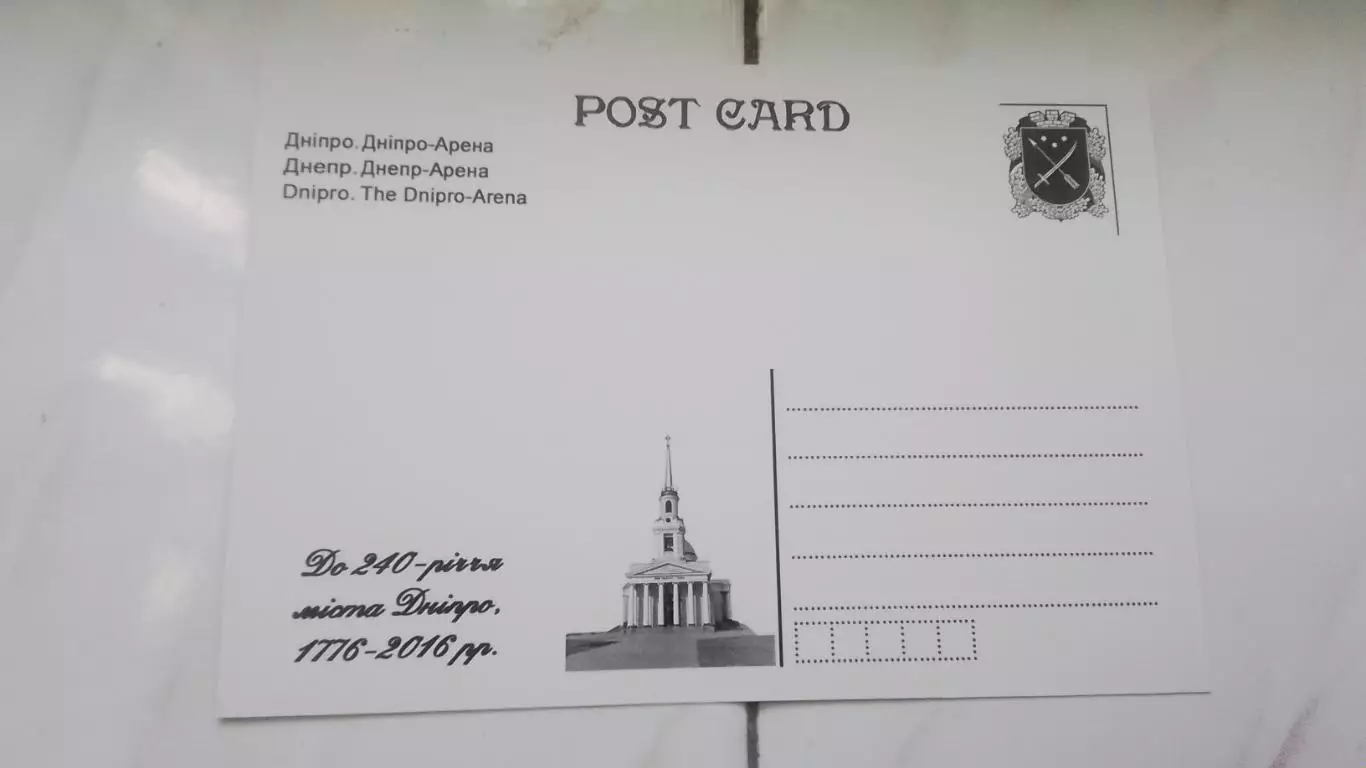 POST CARD
Дніпро. Дніпро-Арена
Днепр. Днепр-Арена
Dnipro. The Dnipro-Arena
До 240-річчя
міста Дніпро,
1776-2016 рр.